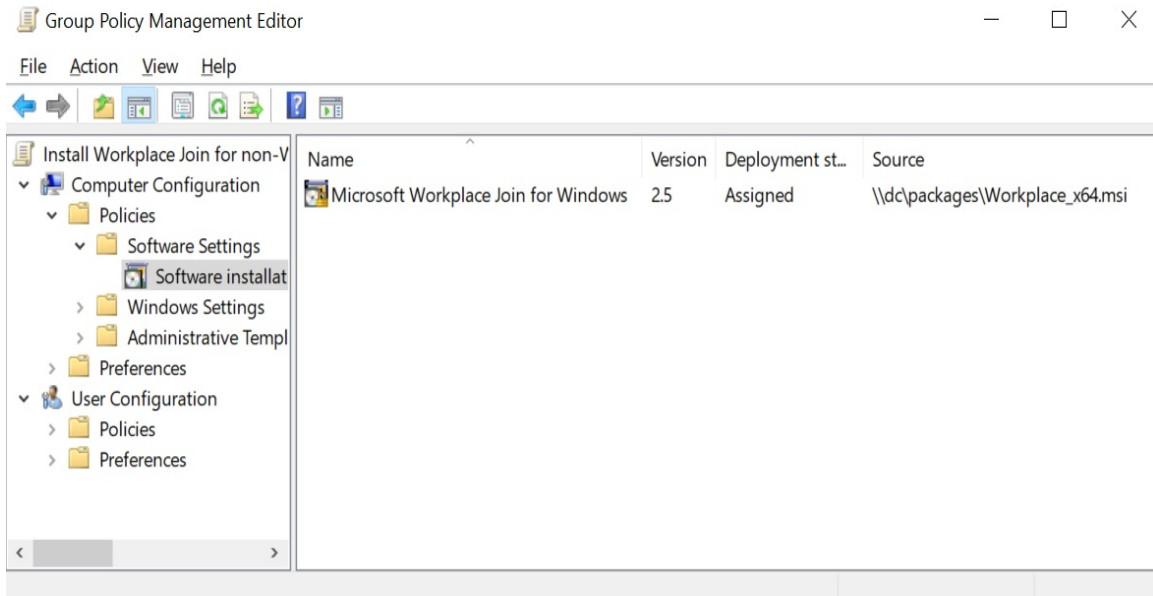 Group Policy Management Editor
File Action View Help
Install Workplace Join for non-V
Computer Configuration
Policies
Software Settings
Software installat
Windows Settings
Administrative Templ
Preferences
User Configuration
Policies
Preferences
Name Version Deployment st... Source
Microsoft Workplace Join for Windows 2.5 Assigned \\dc\packages\Workplace_x64.msi